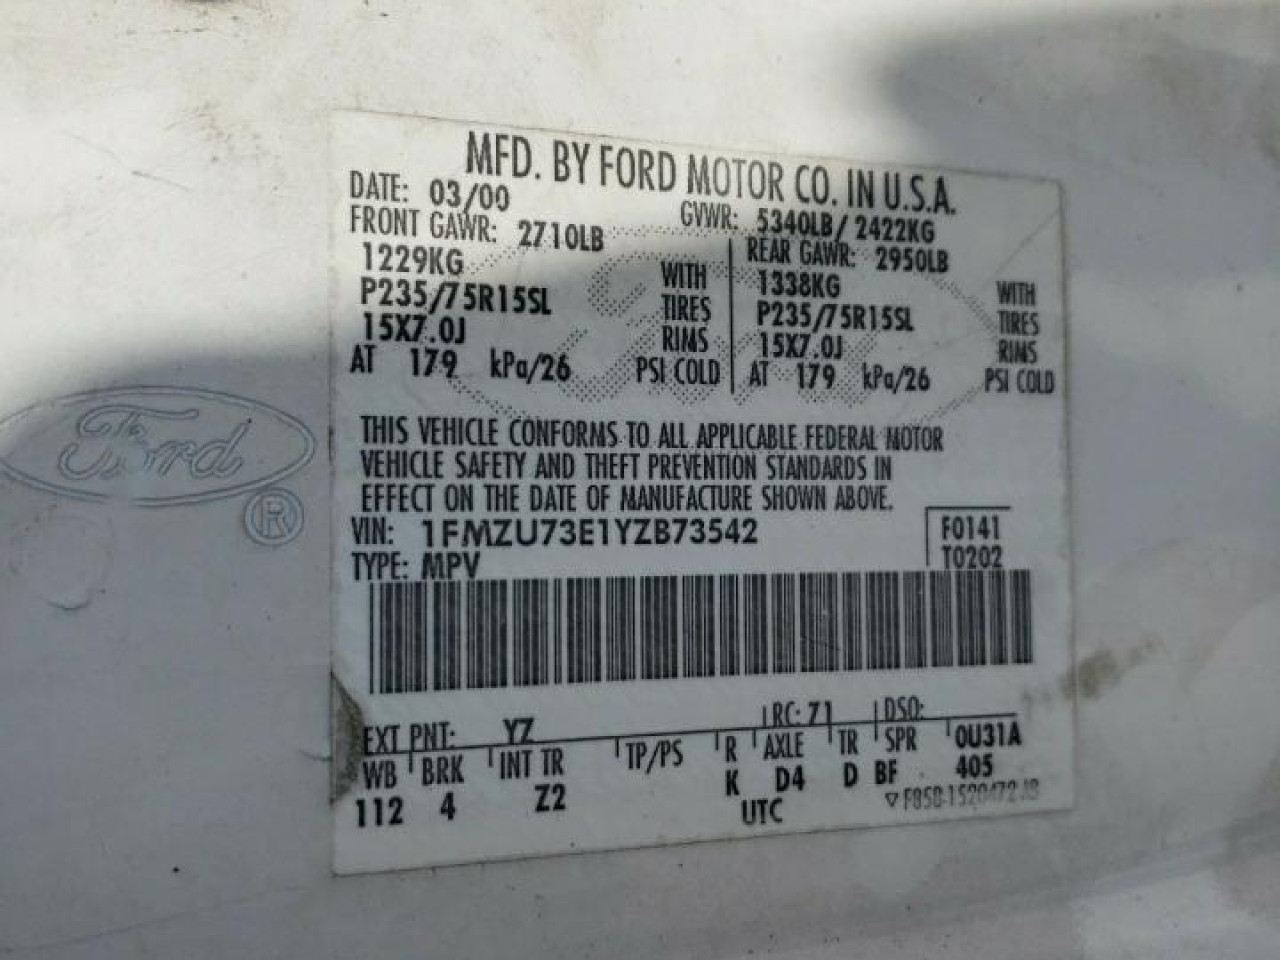 MFD. BY FORD MOTOR CO. IN U.S.A.
DATE: 03/00 GVWR: 5340LB/ 2422KG
FRONT GAWR: 2710LB REAR GAWR: 2950LB
1229KG WITH 1338KG WITH
P235/75R15SL TIRES P235/75R15SL TIRES
15X7.0J RIMS 15X7.0J RIMS
AT 179 kPa/26 PSI COLD AT 179 kPa/26 PSI COLD
THIS VEHICLE CONFORMS TO ALL APPLICABLE FEDERAL MOTOR
VEHICLE SAFETY AND THEFT PREVENTION STANDARDS IN
EFFECT ON THE DATE OF MANUFACTURE SHOWN ABOVE.
VIN: 1FMZU73E1YZB73542 F0141
TYPE: MPV T0202
EXT PNT: YZ RC: 71 DSO:
WB BRK INT TR TP/PS R AXLE TR SPR 0U31A
112 4 Z2 K D4 D BF 405
UTC
Ford
®